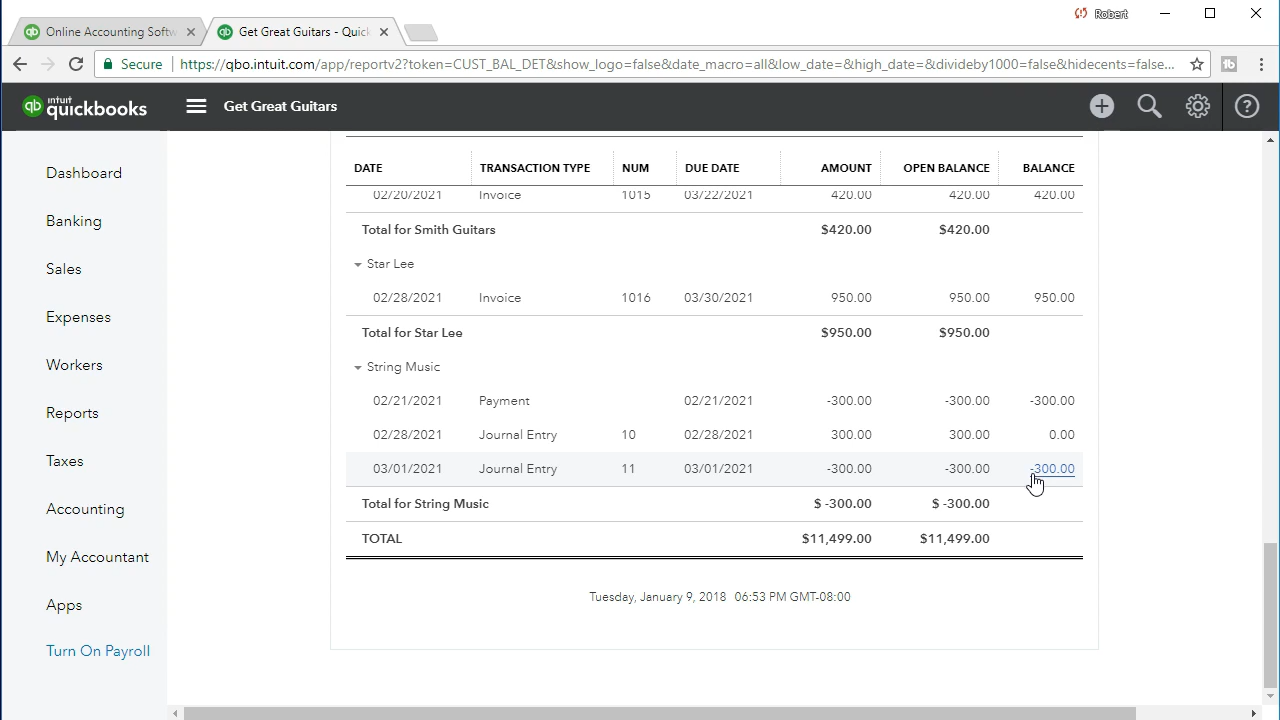 Robert
Online Accounting Softw
Get Great Guitars - Quick
Secure
https://qbo.intuit.com/app/reportv2?token=CUST_BAL_DET&show_logo=false&date_macro=all&low_date=&high_date=&divideby1000=false&hidecents=false...
qb intuit quickbooks
Get Great Guitars
Dashboard
Banking
Sales
Expenses
Workers
Reports
Taxes
Accounting
My Accountant
Apps
Turn On Payroll
DATE TRANSACTION TYPE NUM DUE DATE AMOUNT OPEN BALANCE BALANCE
02/20/2021 Invoice 1015 03/22/2021 420.00 420.00 420.00
Total for Smith Guitars $420.00 $420.00
Star Lee
02/28/2021 Invoice 1016 03/30/2021 950.00 950.00 950.00
Total for Star Lee $950.00 $950.00
String Music
02/21/2021 Payment 02/21/2021 -300.00 -300.00 -300.00
02/28/2021 Journal Entry 10 02/28/2021 300.00 300.00 0.00
03/01/2021 Journal Entry 11 03/01/2021 -300.00 -300.00 -300.00
Total for String Music $ -300.00 $ -300.00
TOTAL $11,499.00 $11,499.00
Tuesday, January 9, 2018 06:53 PM GMT-08:00